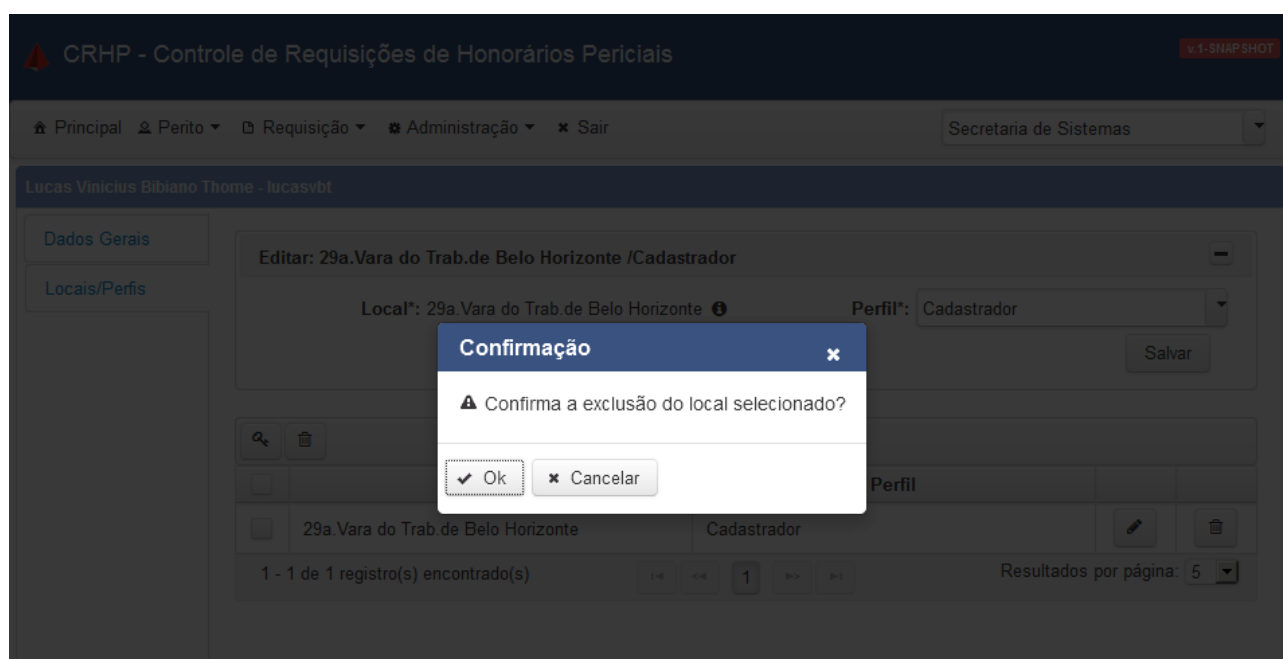 CRHP - Controle de Requisições de Honorários Periciais
v.1-SNAPSHOT
Principal Perito Requisição Administração Sair Secretaria de Sistemas
Lucas Vinicius Bibiano Thome - lucasvbt
Dados Gerais
Locais/Perfis
Editar: 29a.Vara do Trab.de Belo Horizonte /Cadastrador
Local*: 29a.Vara do Trab.de Belo Horizonte Perfil*: Cadastrador
Salvar
Confirmação
Confirma a exclusão do local selecionado?
Ok Cancelar
Perfil
29a.Vara do Trab.de Belo Horizonte Cadastrador
1 - 1 de 1 registro(s) encontrado(s) 1 Resultados por página: 5